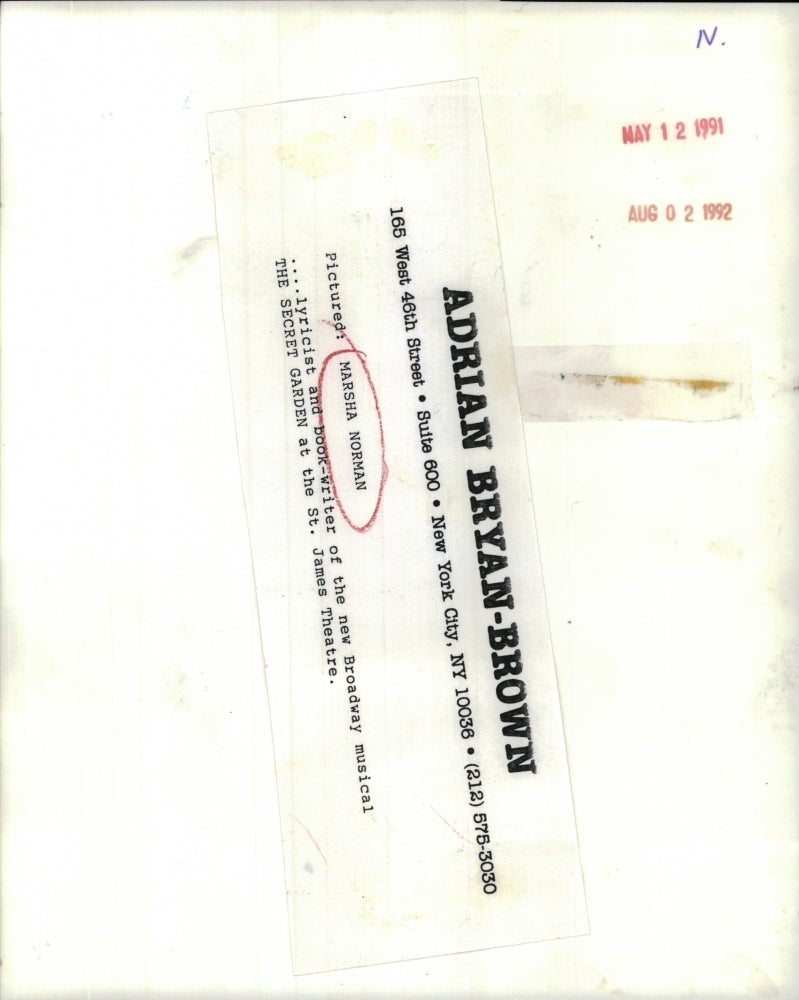 N.
MAY 12 1991
AUG 02 1992
ADRIAN BRYAN-BROWN
165 West 46th Street • Suite 600 • New York City, NY 10036 • (212) 575-3030
Pictured: MARSHA NORMAN
....lyricist and book-writer of the new Broadway musical
THE SECRET GARDEN at the St. James Theatre.